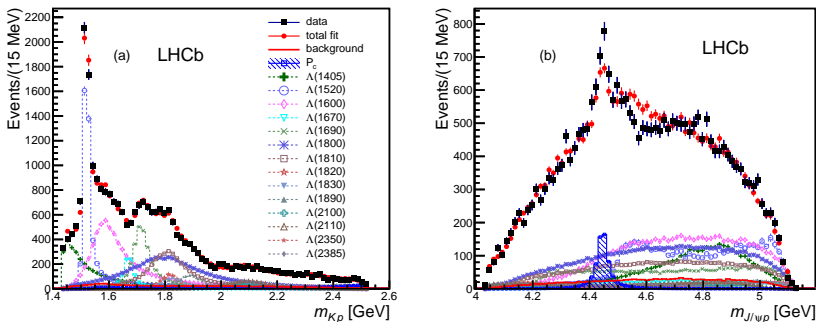 (a) LHCb
Events/(15 MeV)
2200
2000
1800
1600
1400
1200
1000
800
600
400
200
0
1.4 1.6 1.8 2 2.2 2.4 2.6
m_{Kp} [GeV]
data
total fit
background
P_c
Λ(1405)
Λ(1520)
Λ(1600)
Λ(1670)
Λ(1690)
Λ(1800)
Λ(1810)
Λ(1820)
Λ(1830)
Λ(1890)
Λ(2100)
Λ(2110)
Λ(2350)
Λ(2385)
(b) LHCb
Events/(15 MeV)
800
700
600
500
400
300
200
100
0
4 4.2 4.4 4.6 4.8 5
m_{J/ψp} [GeV]